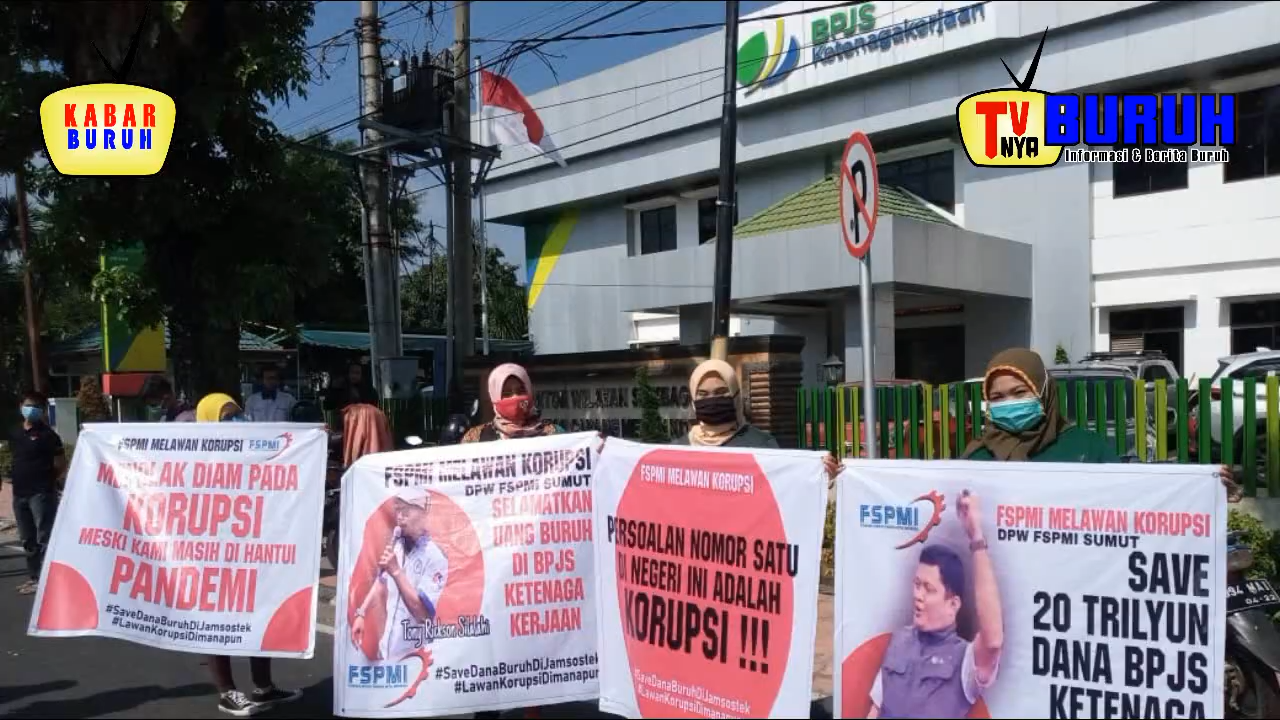 KABAR
BURUH
BPJS
Ketenagakerjaan
TV
NYA
BURUH
Informasi & Berita Buruh
FSPMI MELAWAN KORUPSI
FSPMI
MENOLAK DIAM PADA
KORUPSI
MESKI KAMI MASIH DI HANTUI
PANDEMI
#SaveDanaBuruhDiJamsostek
#LawanKorupsiDimanapun
FSPMI MELAWAN KORUPSI
DPW FSPMI SUMUT
SELAMATKAN
UANG BURUH
DI BPJS
KETENAGA
KERJAAN
FSPMI
#SaveDanaBuruhDiJamsostek
#LawanKorupsiDimanapun
FSPMI MELAWAN KORUPSI
PERSOALAN NOMOR SATU
DI NEGERI INI ADALAH
KORUPSI !!!
#SaveDanaBuruhDiJamsostek
#LawanKorupsiDimanapun
FSPMI
FSPMI MELAWAN KORUPSI
DPW FSPMI SUMUT
SAVE
20 TRILYUN
DANA BPJS
KETENAGA